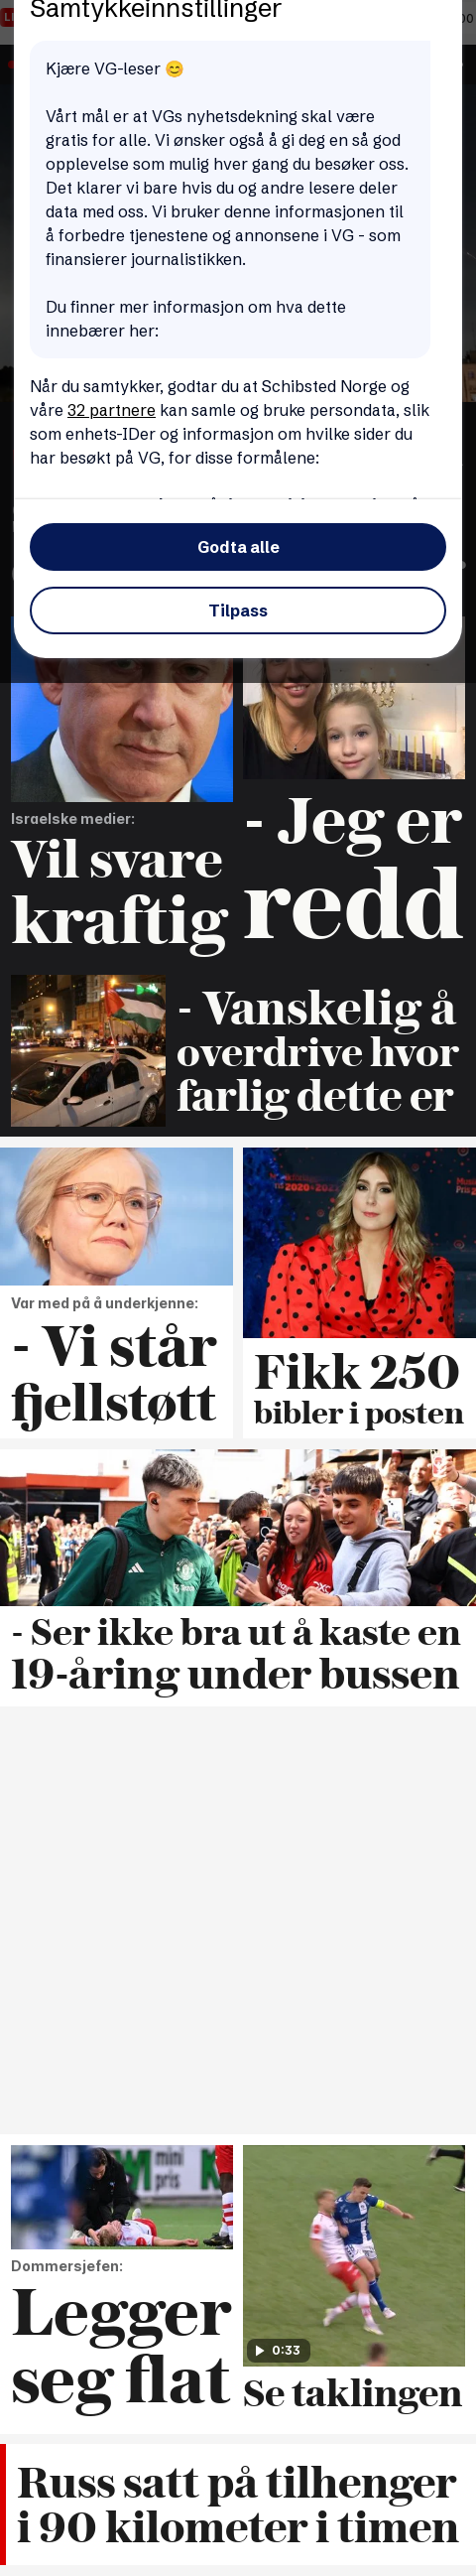 Samtykkeinnstillinger
Kjære VG-leser 😊
Vårt mål er at VGs nyhetsdekning skal være
gratis for alle. Vi ønsker også å gi deg en så god
opplevelse som mulig hver gang du besøker oss.
Det klarer vi bare hvis du og andre lesere deler
data med oss. Vi bruker denne informasjonen til
å forbedre tjenestene og annonsene i VG - som
finansierer journalistikken.
Du finner mer informasjon om hva dette
innebærer her:
Når du samtykker, godtar du at Schibsted Norge og
våre 32 partnere kan samle og bruke persondata, slik
som enhets-IDer og informasjon om hvilke sider du
har besøkt på VG, for disse formålene:
Godta alle
Tilpass
Israelske medier:
Vil svare
kraftig
- Jeg er
redd
- Vanskelig å
overdrive hvor
farlig dette er
Var med på å underkjenne:
- Vi står
fjellstøtt
Fikk 250
bibler i posten
- Ser ikke bra ut å kaste en
19-åring under bussen
Dommersjefen:
Legger
seg flat
0:33
Se taklingen
Russ satt på tilhenger
i 90 kilometer i timen